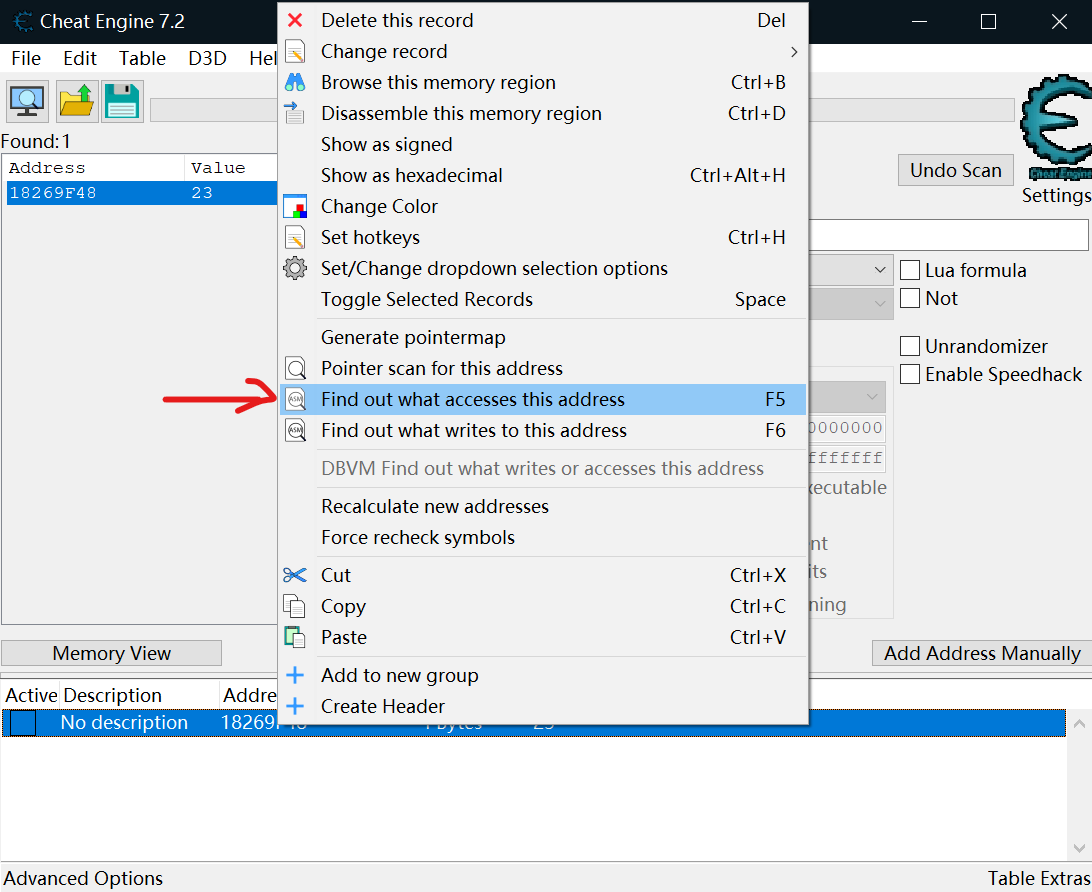 Cheat Engine 7.2
File Edit Table D3D Hel
Found: 1
Address Value
18269F48 23
Delete this record Del
Change record
Browse this memory region Ctrl+B
Disassemble this memory region Ctrl+D
Show as signed
Show as hexadecimal Ctrl+Alt+H
Change Color
Set hotkeys Ctrl+H
Set/Change dropdown selection options
Toggle Selected Records Space
Generate pointermap
Pointer scan for this address
Find out what accesses this address F5
Find out what writes to this address F6
DBVM Find out what writes or accesses this address
Recalculate new addresses
Force recheck symbols
Cut Ctrl+X
Copy Ctrl+C
Paste Ctrl+V
Add to new group
Create Header
Undo Scan
Cheat Engine
Settings
Lua formula
Not
Unrandomizer
Enable Speedhack
0000000
fffffff
xecutable
nt
its
ning
Memory View
Add Address Manually
Active Description Addre
No description 18269F48
Advanced Options
Table Extras